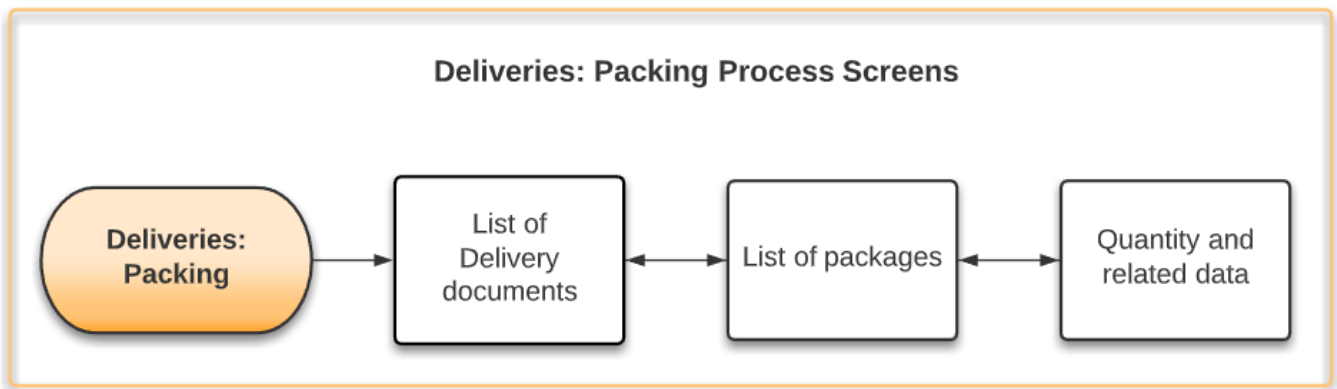 Deliveries: Packing Process Screens
Deliveries:
Packing
List of
Delivery
documents
List of packages
Quantity and
related data